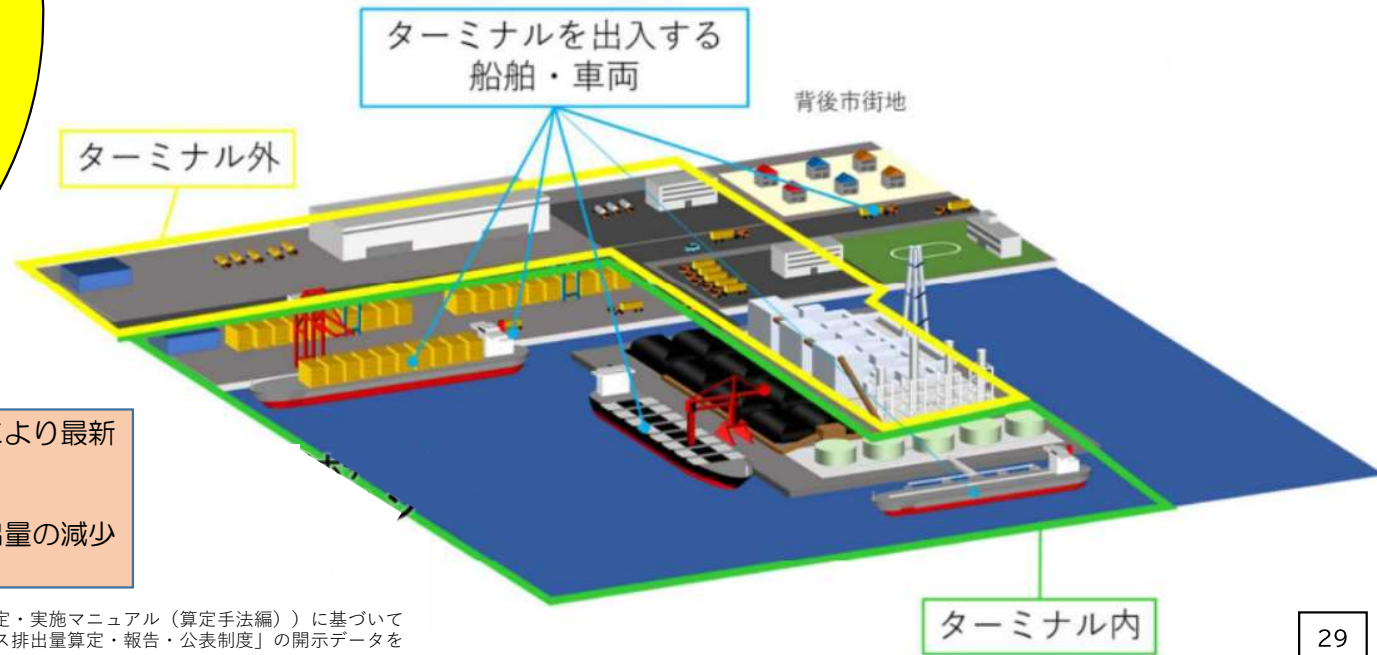 ターミナルを出入する
船舶・車両
背後市街地
ターミナル外
により最新
出量の減少
ターミナル内
定・実施マニュアル（算定手法編））に基づいて
ス排出量算定・報告・公表制度」の開示データを
29